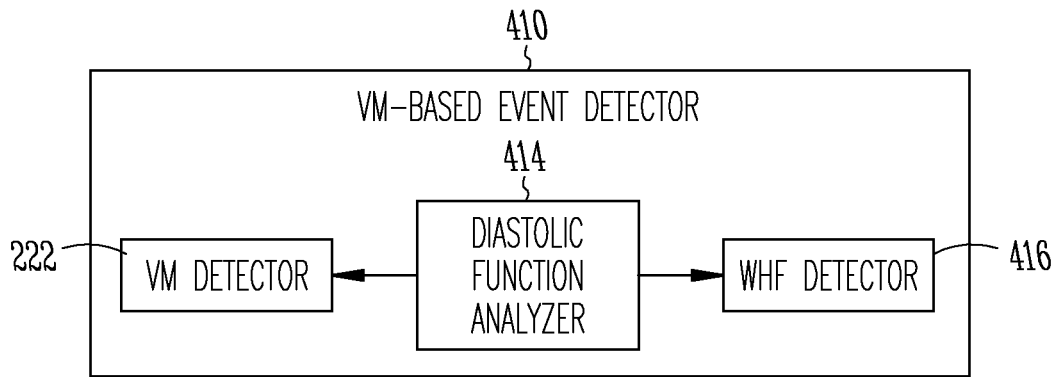 410
VM-BASED EVENT DETECTOR
414
222
VM DETECTOR
DIASTOLIC
FUNCTION
ANALYZER
WHF DETECTOR
416